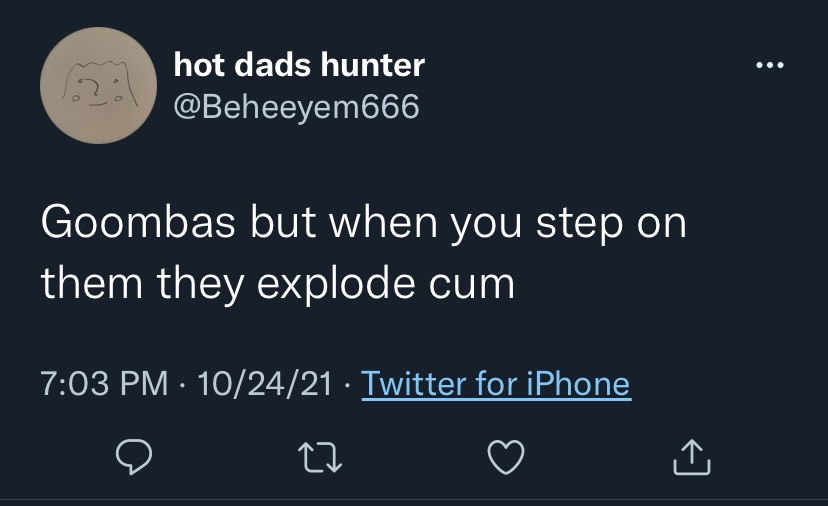 hot dads hunter
@Beheeyem666
Goombas but when you step on
them they explode cum
7:03 PM · 10/24/21 · Twitter for iPhone